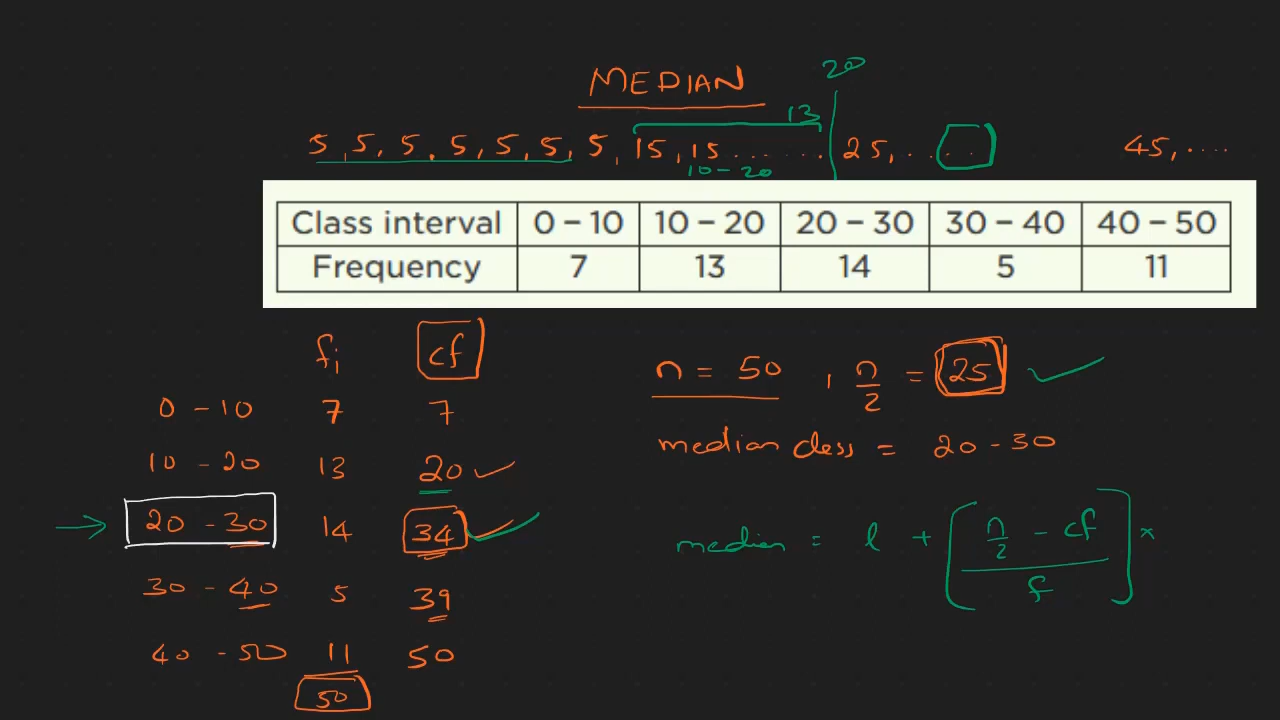 20
MEDIAN
13
5, 5, 5, 5, 5, 5, 5, 15, 15 ...... 25, .... 45, ....
10 - 20
Class interval 0 – 10 10 – 20 20 – 30 30 – 40 40 – 50
Frequency 7 13 14 5 11
fi cf
0 - 10 7 7
10 - 20 13 20 ✓
→ 20 - 30 14 34 ✓
30 - 40 5 39
40 - 50 11 50
50
n = 50 , n/2 = 25 ✓
median class = 20 - 30
median = l + [ (n/2 - cf) / f ] ×